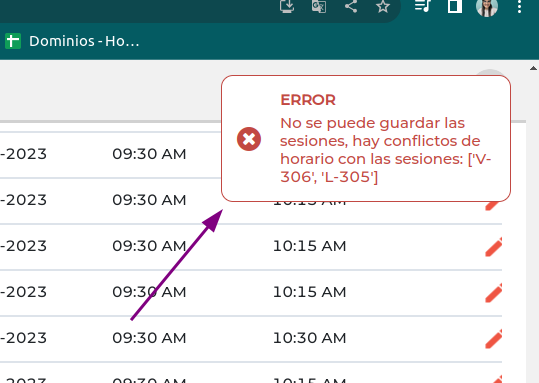 Dominios - Ho...
ERROR
No se puede guardar las
sesiones, hay conflictos de
horario con las sesiones: ['V-
306', 'L-305']
-2023 09:30 AM
-2023 09:30 AM 10:15 AM
-2023 09:30 AM 10:15 AM
-2023 09:30 AM 10:15 AM
-2023 09:30 AM 10:30 AM
-2023 09:30 AM 10:15 AM